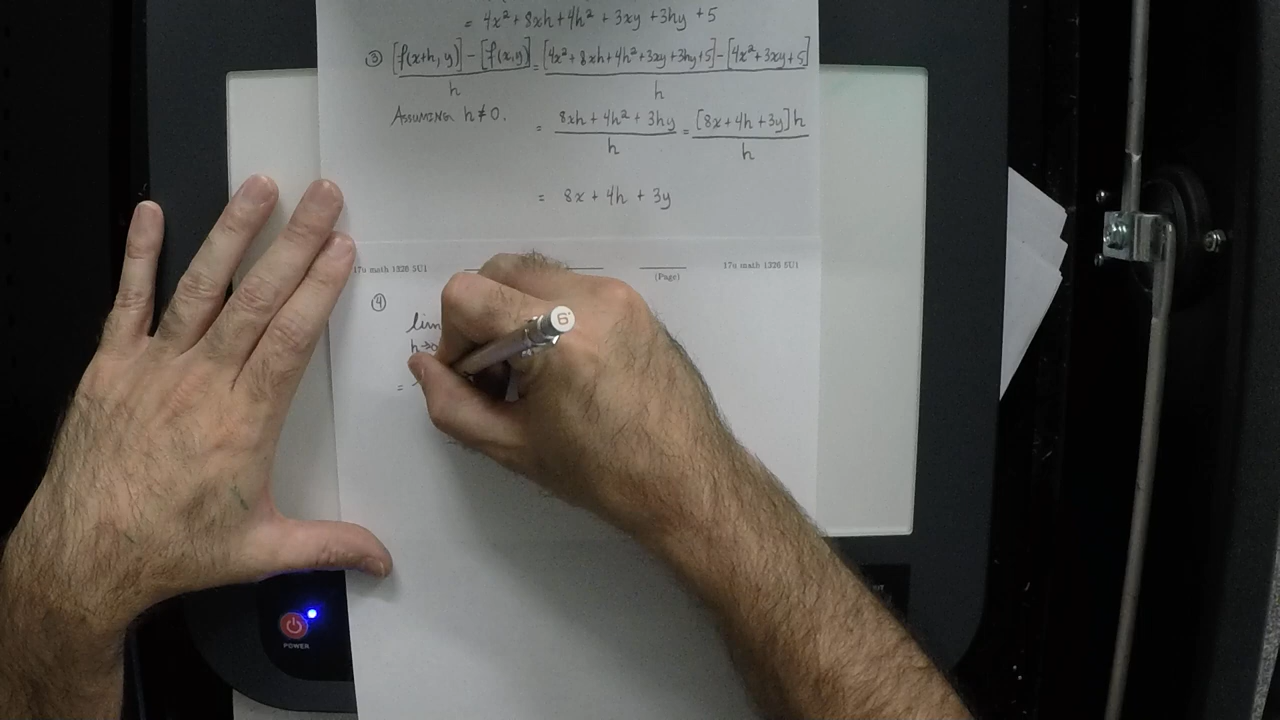 = 4x² + 8xh + 4h² + 3xy + 3hy + 5
③ [f(x+h, y)] - [f(x,y)] / h = [4x² + 8xh + 4h² + 3xy + 3hy + 5] - [4x² + 3xy + 5] / h
Assuming h ≠ 0. = 8xh + 4h² + 3hy / h = [8x + 4h + 3y]h / h
= 8x + 4h + 3y
17u math 1326 5U1 (Page) 17u math 1326 5U1
④
lim
h→0
=
6
POWER